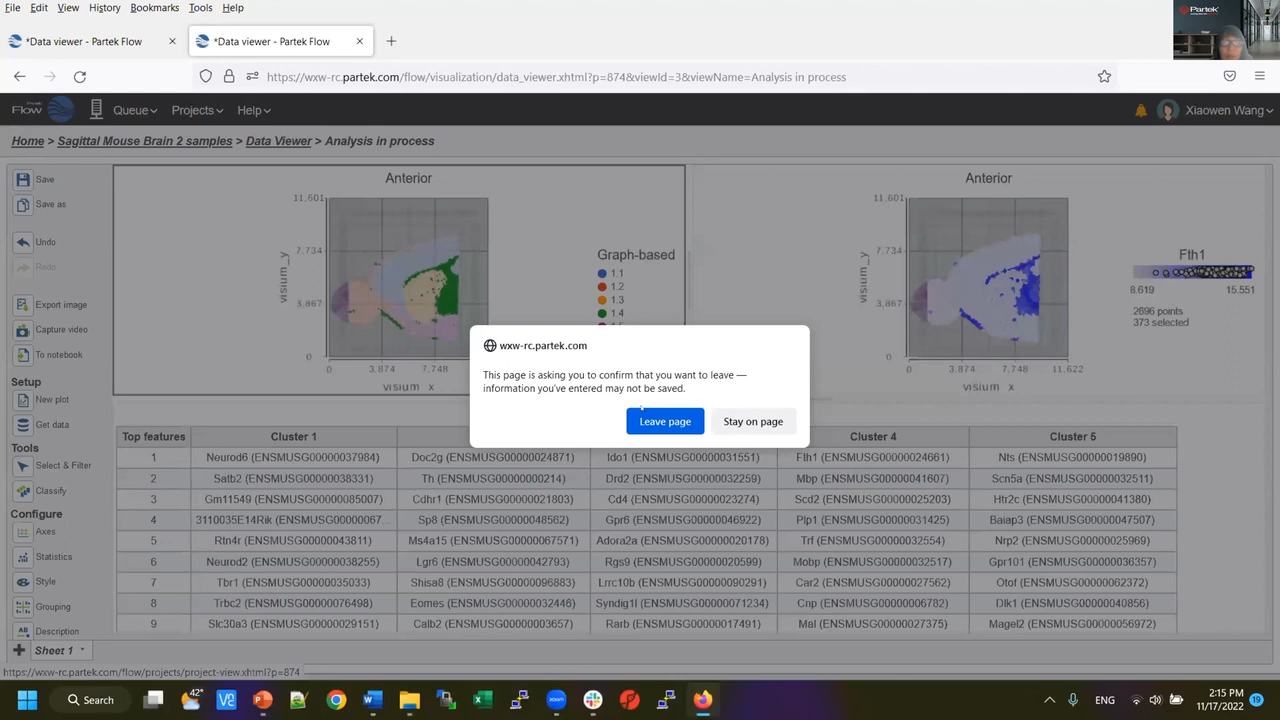 File Edit View History Bookmarks Tools Help
Partek
*Data viewer - Partek Flow
*Data viewer - Partek Flow
https://wxw-rc.partek.com/flow/visualization/data_viewer.xhtml?p=874&viewId=3&viewName=Analysis in process
Partek Flow Queue Projects Help Xiaowen Wang
Home > Sagittal Mouse Brain 2 samples > Data Viewer > Analysis in process
Save
Save as
Undo
Redo
Export image
Capture video
To notebook
Setup
New plot
Get data
Tools
Select & Filter
Classify
Configure
Axes
Statistics
Style
Grouping
Description
Anterior
11.601
7.734
3.867
0
visium_y
0 3.874 7.748 11.622
visium x
Graph-based
1.1
1.2
1.3
1.4
Anterior
11.601
7.734
3.867
0
visium_y
0 3.874 7.748 11.622
visium x
Fth1
8.619 15.551
2696 points
373 selected
wxw-rc.partek.com
This page is asking you to confirm that you want to leave —
information you've entered may not be saved.
Leave page Stay on page
Top features Cluster 1 Cluster 4 Cluster 5
1 Neurod6 (ENSMUSG00000037984) Doc2g (ENSMUSG00000024871) Ido1 (ENSMUSG00000031551) Fth1 (ENSMUSG00000024661) Nts (ENSMUSG00000019890)
2 Satb2 (ENSMUSG00000038331) Th (ENSMUSG00000000214) Drd2 (ENSMUSG00000032259) Mbp (ENSMUSG00000041607) Scn5a (ENSMUSG00000032511)
3 Gm11549 (ENSMUSG00000085007) Cdhr1 (ENSMUSG00000021803) Cd4 (ENSMUSG00000023274) Scd2 (ENSMUSG00000025203) Htr2c (ENSMUSG00000041380)
4 3110035E14Rik (ENSMUSG00000067... Sp8 (ENSMUSG00000048562) Gpr6 (ENSMUSG00000046922) Plp1 (ENSMUSG00000031425) Baiap3 (ENSMUSG00000047507)
5 Rtn4r (ENSMUSG00000043811) Ms4a15 (ENSMUSG00000067571) Adora2a (ENSMUSG00000020178) Trf (ENSMUSG00000032554) Nrp2 (ENSMUSG00000025969)
6 Neurod2 (ENSMUSG00000038255) Lgr6 (ENSMUSG00000042793) Rgs9 (ENSMUSG00000020599) Mobp (ENSMUSG00000032517) Gpr101 (ENSMUSG00000036357)
7 Tbr1 (ENSMUSG00000035033) Shisa8 (ENSMUSG00000096883) Lrrc10b (ENSMUSG00000090291) Car2 (ENSMUSG00000027562) Otof (ENSMUSG00000062372)
8 Trbc2 (ENSMUSG00000076498) Eomes (ENSMUSG00000032446) Syndig1l (ENSMUSG00000071234) Cnp (ENSMUSG00000006782) Dlk1 (ENSMUSG00000040856)
9 Slc30a3 (ENSMUSG00000029151) Calb2 (ENSMUSG00000003657) Rarb (ENSMUSG00000017491) Mal (ENSMUSG00000027375) Magel2 (ENSMUSG00000056972)
Sheet 1
https://wxw-rc.partek.com/flow/projects/project-view.xhtml?p=874
Search 42° ENG 2:15 PM
11/17/2022 19